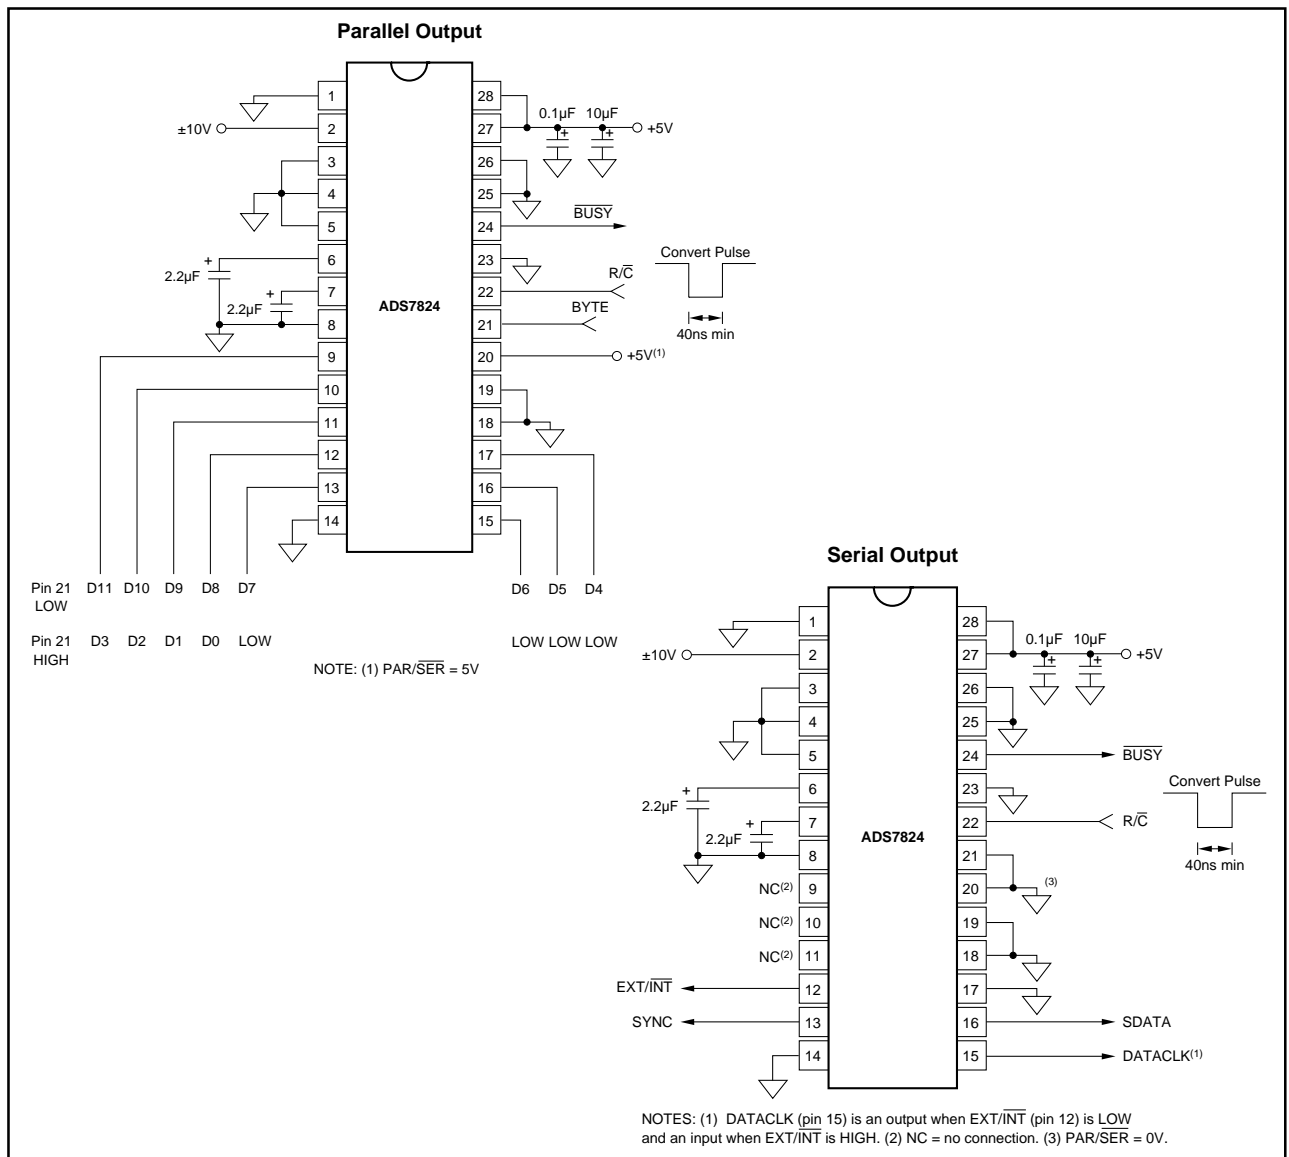 Parallel Output
1
28
0.1µF 10µF
±10V
2
27
+5V
3
26
4
25
5
24
BUSY
6
23
Convert Pulse
2.2µF
+
7
22
R/C
2.2µF
+
ADS7824
BYTE
8
21
40ns min
9
20
+5V(1)
10
19
11
18
12
17
13
16
14
15
Pin 21 D11 D10 D9 D8 D7 D6 D5 D4
LOW
Pin 21 D3 D2 D1 D0 LOW LOW LOW LOW
HIGH
NOTE: (1) PAR/SER = 5V
Serial Output
1
28
0.1µF 10µF
±10V
2
27
+5V
3
26
4
25
5
24
BUSY
6
23
Convert Pulse
2.2µF
+
7
22
R/C
2.2µF
+
ADS7824
8
21
40ns min
NC(2)
9
20
(3)
NC(2)
10
19
NC(2)
11
18
EXT/INT
12
17
SYNC
13
16
SDATA
14
15
DATACLK(1)
NOTES: (1) DATACLK (pin 15) is an output when EXT/INT (pin 12) is LOW
and an input when EXT/INT is HIGH. (2) NC = no connection. (3) PAR/SER = 0V.